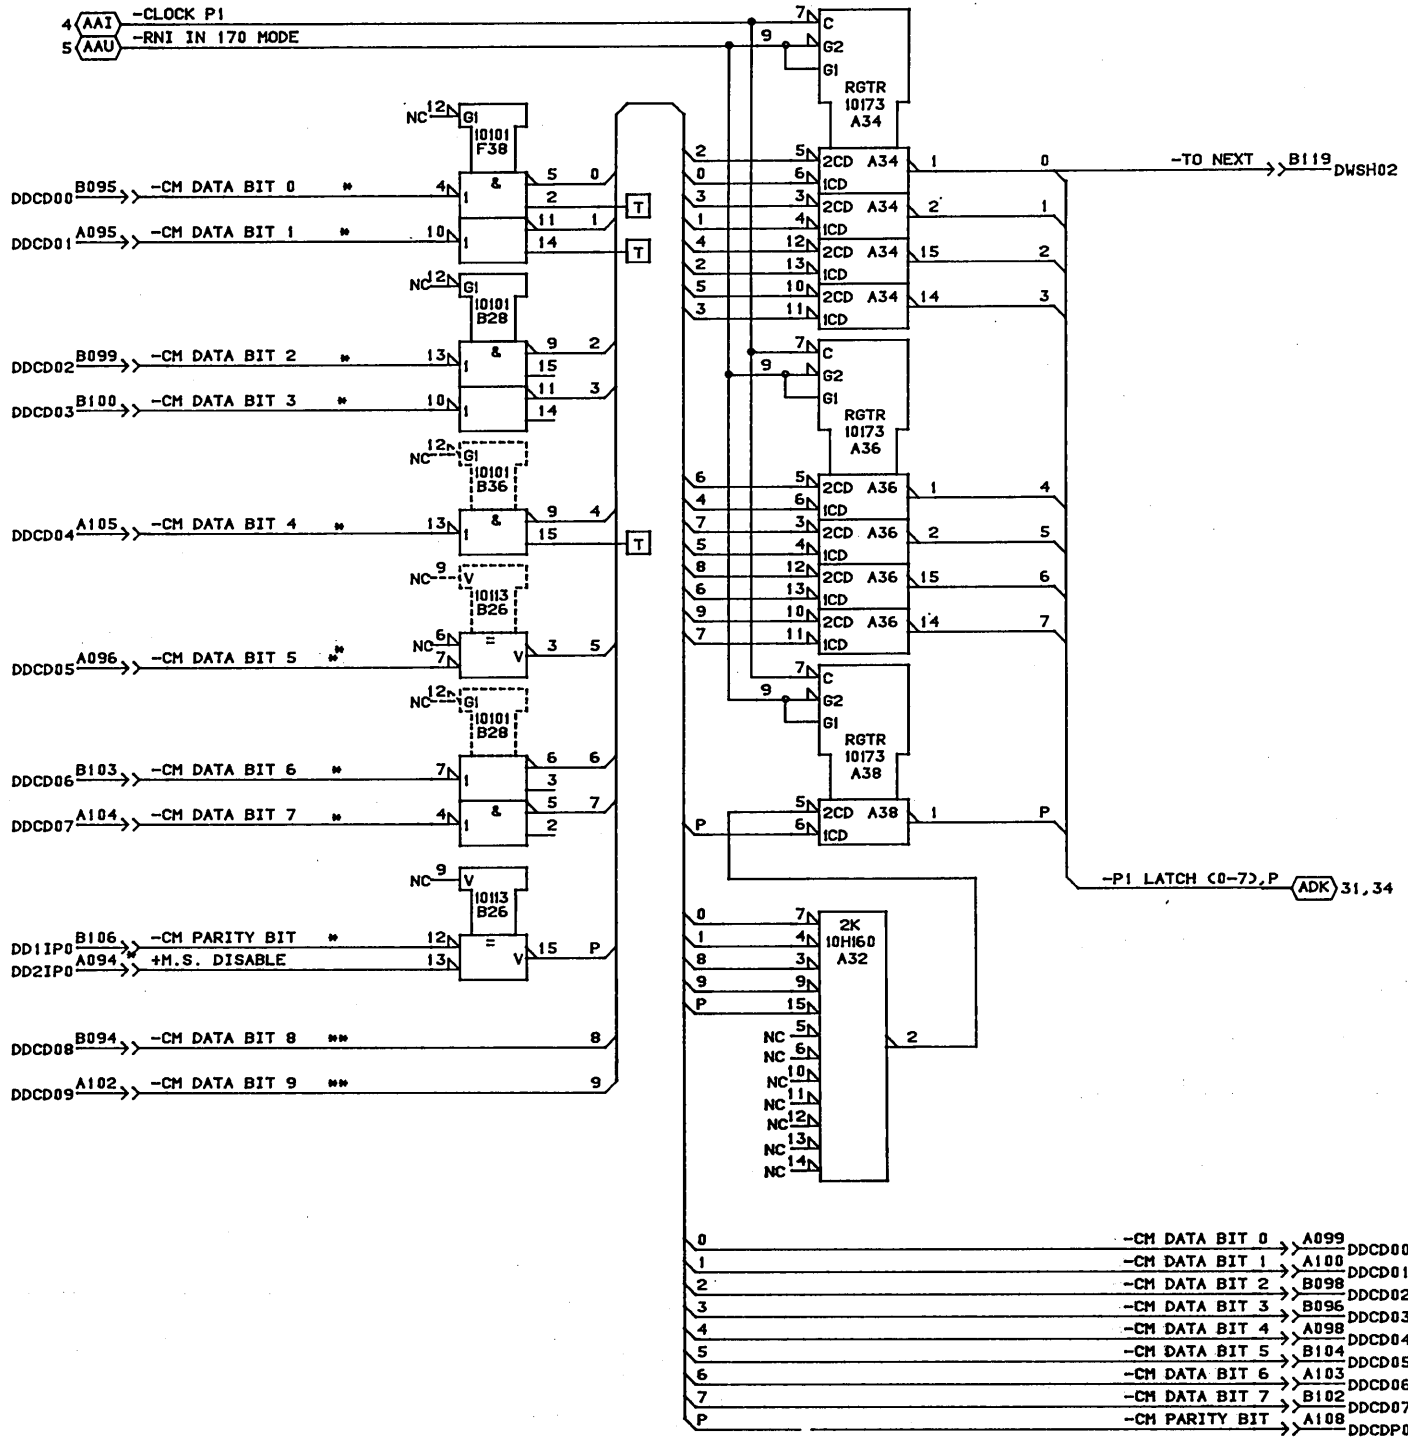 4 AAI -CLOCK P1
5 AAU -RNI IN 170 MODE
7 C
9 G2
G1
RGTR
10173
A34
NC 12 G1
10101
F38
&
DDCD00 B095 -CM DATA BIT 0 * 4 1 5 0
2 T
DDCD01 A095 -CM DATA BIT 1 * 10 1 11 1
14 T
NC 12 G1
10101
B28
&
DDCD02 B099 -CM DATA BIT 2 * 13 1 9 2
15
DDCD03 B100 -CM DATA BIT 3 * 10 1 11 3
14
NC 12 G1
10101
B36
&
DDCD04 A105 -CM DATA BIT 4 * 13 1 9 4
15 T
NC 9 V
10113
B26
NC 6 =
DDCD05 A096 -CM DATA BIT 5 ** 7 V 3 5
NC 12 G1
10101
B28
DDCD06 B103 -CM DATA BIT 6 * 7 1 6 6
3
&
DDCD07 A104 -CM DATA BIT 7 * 4 1 5 7
2
NC 9 V
10113
B26
DD1IP0 B106 -CM PARITY BIT * 12 = 15 P
DD2IP0 A094 * +M.S. DISABLE 13 V
DDCD08 B094 -CM DATA BIT 8 ** 8
DDCD09 A102 -CM DATA BIT 9 ** 9
2 5 2CD A34 1 0 -TO NEXT B119 DWSH02
0 6 1CD
3 3 2CD A34 2 1
1 4 1CD
4 12 2CD A34 15 2
2 13 1CD
5 10 2CD A34 14 3
3 11 1CD
7 C
9 G2
G1
RGTR
10173
A36
6 5 2CD A36 1 4
4 6 1CD
7 3 2CD A36 2 5
5 4 1CD
8 12 2CD A36 15 6
6 13 1CD
9 10 2CD A36 14 7
7 11 1CD
7 C
9 G2
G1
RGTR
10173
A38
5 2CD A38 1 P
P 6 1CD
-P1 LATCH (0-7),P ADK 31,34
2K
10H160
A32
0 7
1 4
8 3
9 9
P 15
NC 5 2
NC 6
NC 10
NC 11
NC 12
NC 13
NC 14
0 -CM DATA BIT 0 A099 DDCD00
1 -CM DATA BIT 1 A100 DDCD01
2 -CM DATA BIT 2 B098 DDCD02
3 -CM DATA BIT 3 B096 DDCD03
4 -CM DATA BIT 4 A098 DDCD04
5 -CM DATA BIT 5 B104 DDCD05
6 -CM DATA BIT 6 A103 DDCD06
7 -CM DATA BIT 7 B102 DDCD07
P -CM PARITY BIT A108 DDCDP0